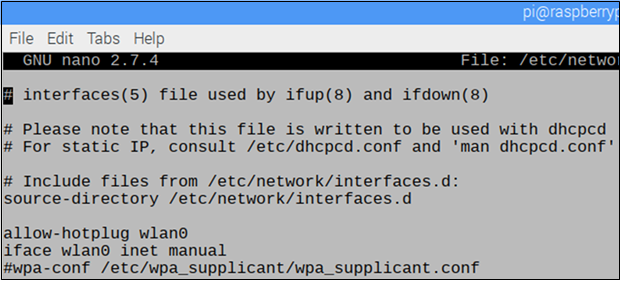 pi@raspberryp
File Edit Tabs Help
GNU nano 2.7.4 File: /etc/networ
# interfaces(5) file used by ifup(8) and ifdown(8)
# Please note that this file is written to be used with dhcpcd
# For static IP, consult /etc/dhcpcd.conf and 'man dhcpcd.conf'
# Include files from /etc/network/interfaces.d:
source-directory /etc/network/interfaces.d
allow-hotplug wlan0
iface wlan0 inet manual
#wpa-conf /etc/wpa_supplicant/wpa_supplicant.conf